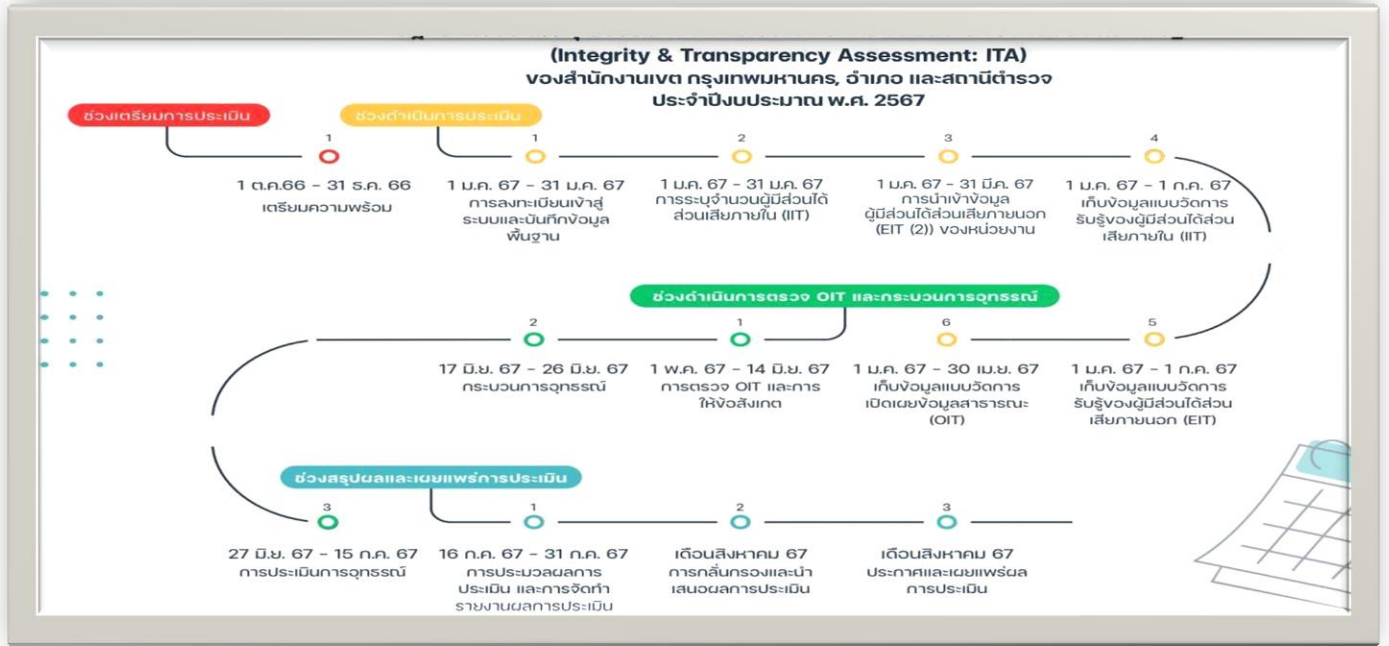 (Integrity & Transparency Assessment: ITA)
ของสำนักงานเขต กรุงเทพมหานคร, อำเภอ และสถานีตำรวจ
ประจำปีงบประมาณ พ.ศ. 2567
ช่วงเตรียมการประเมิน
1
1 ต.ค.66 - 31 ธ.ค. 66
เตรียมความพร้อม
ช่วงดำเนินการประเมิน
1
1 ม.ค. 67 - 31 ม.ค. 67
การลงทะเบียนเข้าสู่
ระบบและบันทึกข้อมูล
พื้นฐาน
2
1 ม.ค. 67 - 31 ม.ค. 67
การระบุจำนวนผู้มีส่วนได้
ส่วนเสียภายใน (IIT)
3
1 ม.ค. 67 - 31 มี.ค. 67
การนำเข้าข้อมูล
ผู้มีส่วนได้ส่วนเสียภายนอก
(EIT (2)) ของหน่วยงาน
4
1 ม.ค. 67 - 1 ก.ค. 67
เก็บข้อมูลแบบวัดการ
รับรู้ของผู้มีส่วนได้ส่วน
เสียภายใน (IIT)
5
1 ม.ค. 67 - 1 ก.ค. 67
เก็บข้อมูลแบบวัดการ
รับรู้ของผู้มีส่วนได้ส่วน
เสียภายนอก (EIT)
6
1 ม.ค. 67 - 30 เม.ย. 67
เก็บข้อมูลแบบวัดการ
เปิดเผยข้อมูลสาธารณะ
(OIT)
ช่วงดำเนินการตรวจ OIT และกระบวนการอุทธรณ์
1
1 พ.ค. 67 - 14 มิ.ย. 67
การตรวจ OIT และการ
ให้ข้อสังเกต
2
17 มิ.ย. 67 - 26 มิ.ย. 67
กระบวนการอุทธรณ์
3
27 มิ.ย. 67 - 15 ก.ค. 67
การประเมินการอุทธรณ์
ช่วงสรุปผลและเผยแพร่การประเมิน
1
16 ก.ค. 67 - 31 ก.ค. 67
การประมวลผลการ
ประเมิน และการจัดทำ
รายงานผลการประเมิน
2
เดือนสิงหาคม 67
การกลั่นกรองและนำ
เสนอผลการประเมิน
3
เดือนสิงหาคม 67
ประกาศและเผยแพร่ผล
การประเมิน